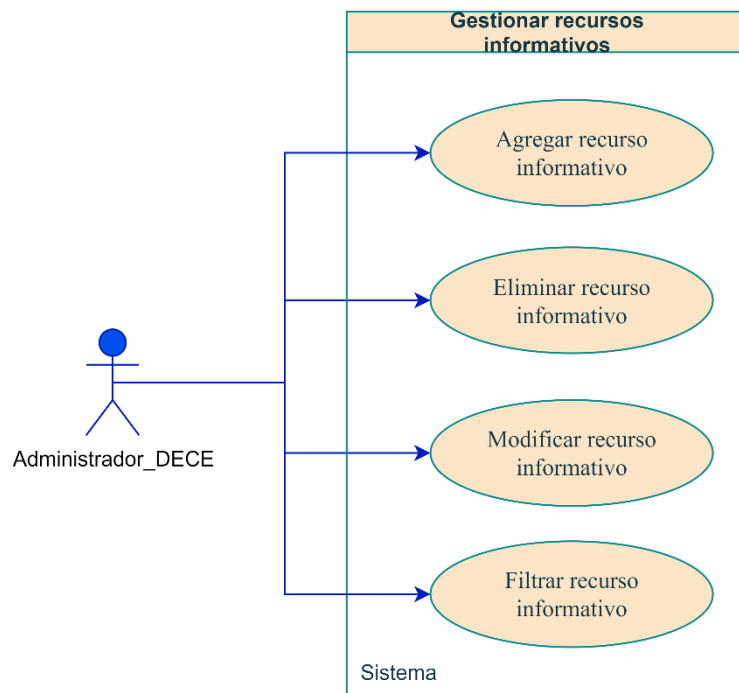 Gestionar recursos
informativos
Agregar recurso
informativo
Eliminar recurso
informativo
Modificar recurso
informativo
Filtrar recurso
informativo
Administrador_DECE
Sistema